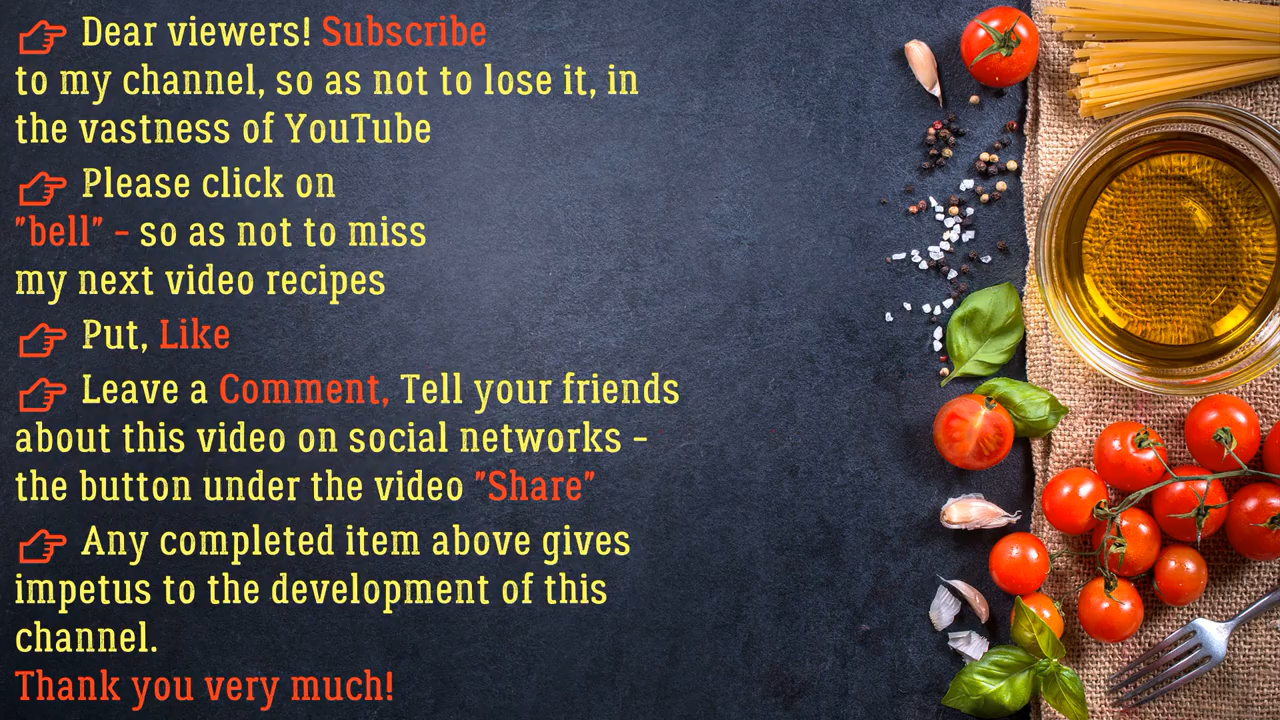 👉 Dear viewers! Subscribe
to my channel, so as not to lose it, in
the vastness of YouTube
👉 Please click on
"bell" - so as not to miss
my next video recipes
👉 Put, Like
👉 Leave a Comment, Tell your friends
about this video on social networks -
the button under the video "Share"
👉 Any completed item above gives
impetus to the development of this
channel.
Thank you very much!